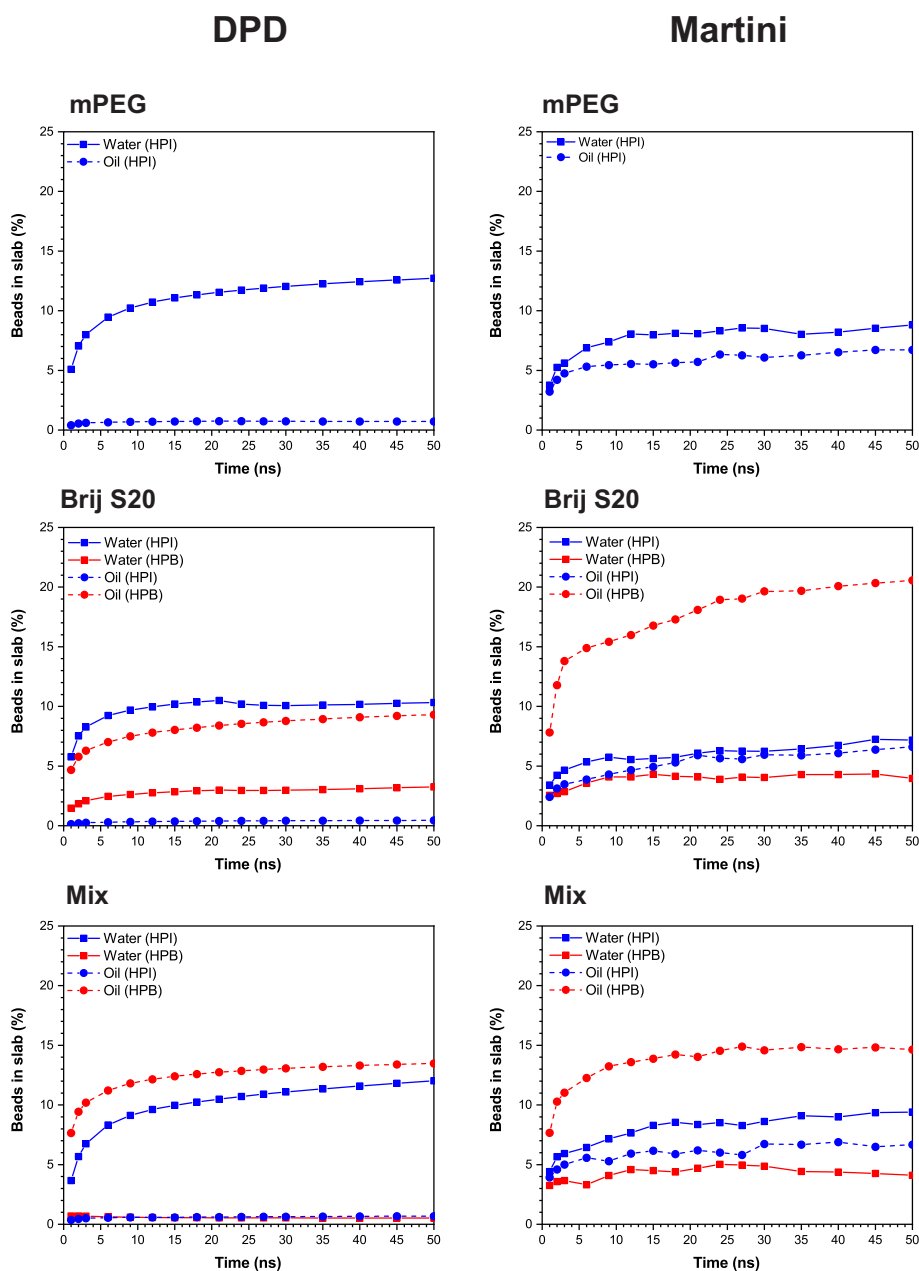 DPD
Martini
mPEG
Water (HPI)
Oil (HPI)
Beads in slab (%)
25
20
15
10
5
0
0 1 5 10 15 20 25 30 35 40 45 50
Time (ns)
mPEG
Water (HPI)
Oil (HPI)
Beads in slab (%)
25
20
15
10
5
0
0 1 5 10 15 20 25 30 35 40 45 50
Time (ns)
Brij S20
Water (HPI)
Water (HPB)
Oil (HPI)
Oil (HPB)
Beads in slab (%)
25
20
15
10
5
0
0 1 5 10 15 20 25 30 35 40 45 50
Time (ns)
Brij S20
Water (HPI)
Water (HPB)
Oil (HPI)
Oil (HPB)
Beads in slab (%)
25
20
15
10
5
0
0 1 5 10 15 20 25 30 35 40 45 50
Time (ns)
Mix
Water (HPI)
Water (HPB)
Oil (HPI)
Oil (HPB)
Beads in slab (%)
25
20
15
10
5
0
0 1 5 10 15 20 25 30 35 40 45 50
Time (ns)
Mix
Water (HPI)
Water (HPB)
Oil (HPI)
Oil (HPB)
Beads in slab (%)
25
20
15
10
5
0
0 1 5 10 15 20 25 30 35 40 45 50
Time (ns)